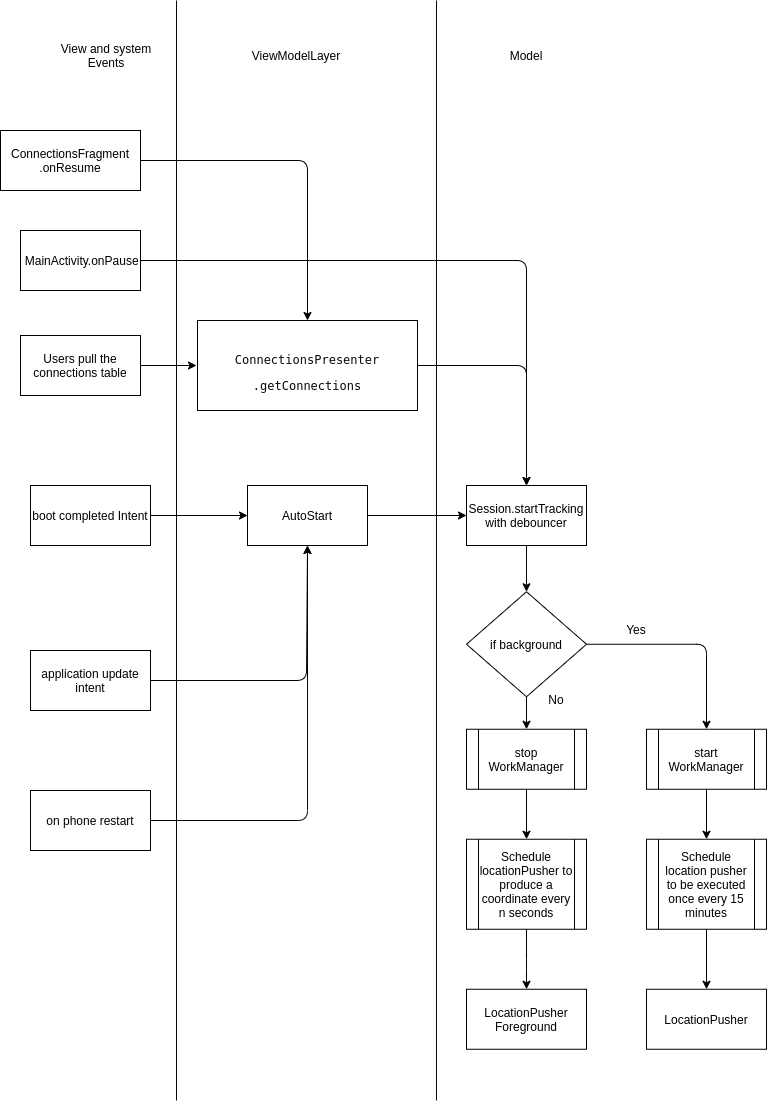 View and system
Events
ViewModelLayer
Model
ConnectionsFragment
.onResume
MainActivity.onPause
Users pull the
connections table
ConnectionsPresenter
.getConnections
boot completed Intent
AutoStart
Session.startTracking
with debouncer
if background
Yes
No
application update
intent
stop
WorkManager
start
WorkManager
on phone restart
Schedule
locationPusher to
produce a
coordinate every
n seconds
Schedule
location pusher
to be executed
once every 15
minutes
LocationPusher
Foreground
LocationPusher